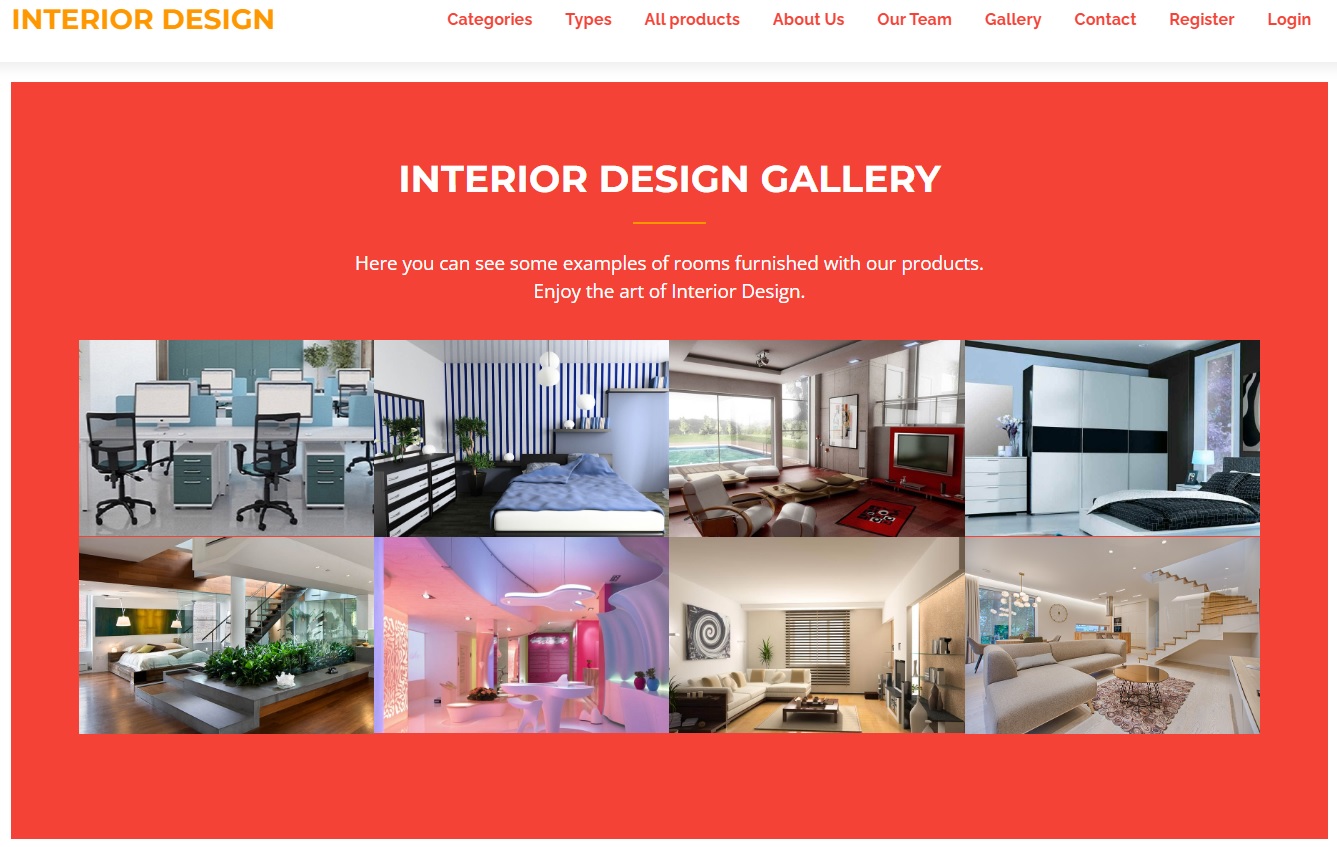 INTERIOR DESIGN
Categories Types All products About Us Our Team Gallery Contact Register Login
INTERIOR DESIGN GALLERY
Here you can see some examples of rooms furnished with our products.
Enjoy the art of Interior Design.